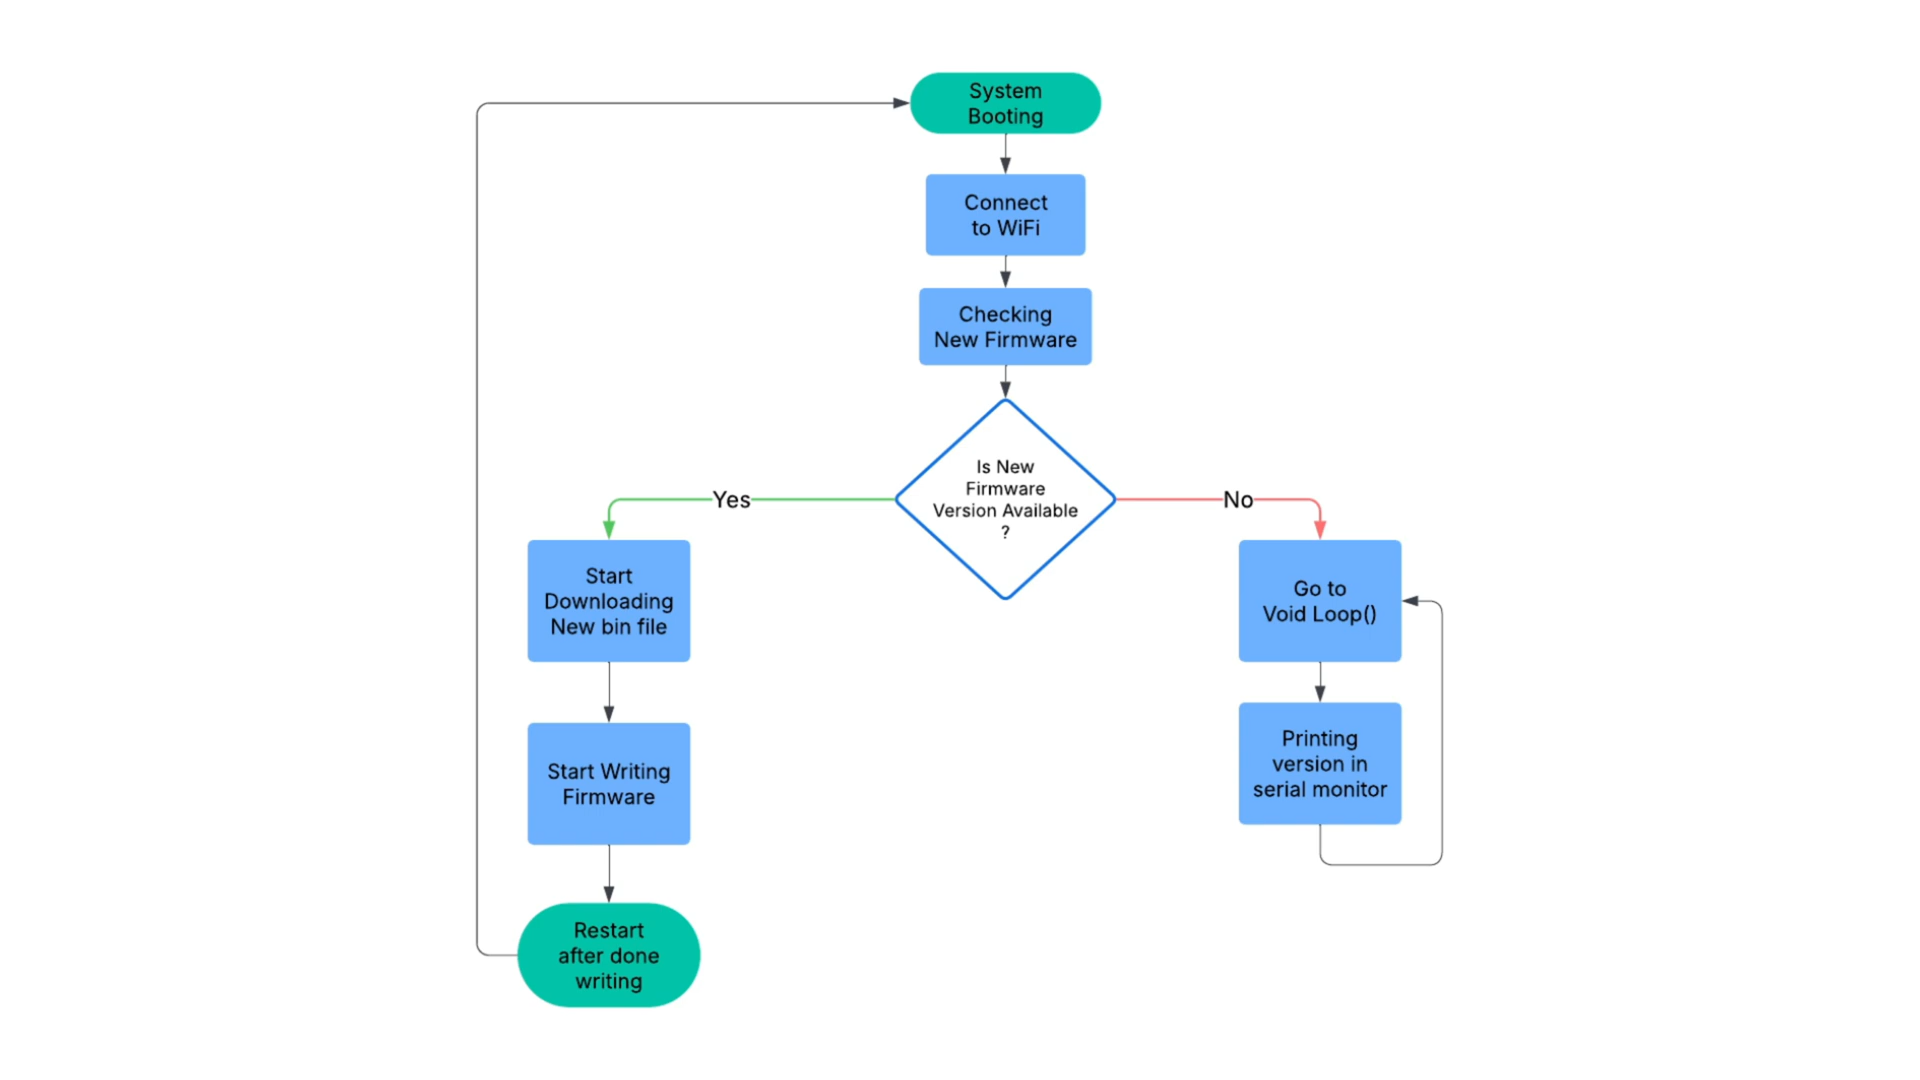 System
Booting
Connect
to WiFi
Checking
New Firmware
Is New
Firmware
Version Available
?
Yes
No
Start
Downloading
New bin file
Go to
Void Loop()
Start Writing
Firmware
Printing
version in
serial monitor
Restart
after done
writing